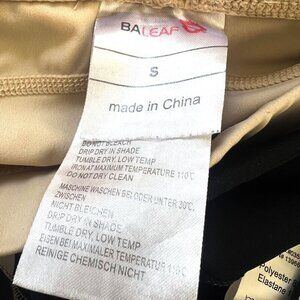 BALEAF
S
made in China
DO NOT BLEACH
DRIP DRY IN SHADE
TUMBLE DRY, LOW TEMP
IRON AT MAXIMUM TEMPERATURE 110°C
DO NOT DRY CLEAN
MASCHINE WASCHEN BEI ODER UNTER 30°C,
ZWISCHEN
NICHT BLEICHEN
DRIP DRY IN SHADE
TUMBLE DRY, LOW TEMP
EISEN BEI MAXIMALER TEMPERATUR 110°C
REINIGE CHEMISCH NICHT
Polyester
Elastane